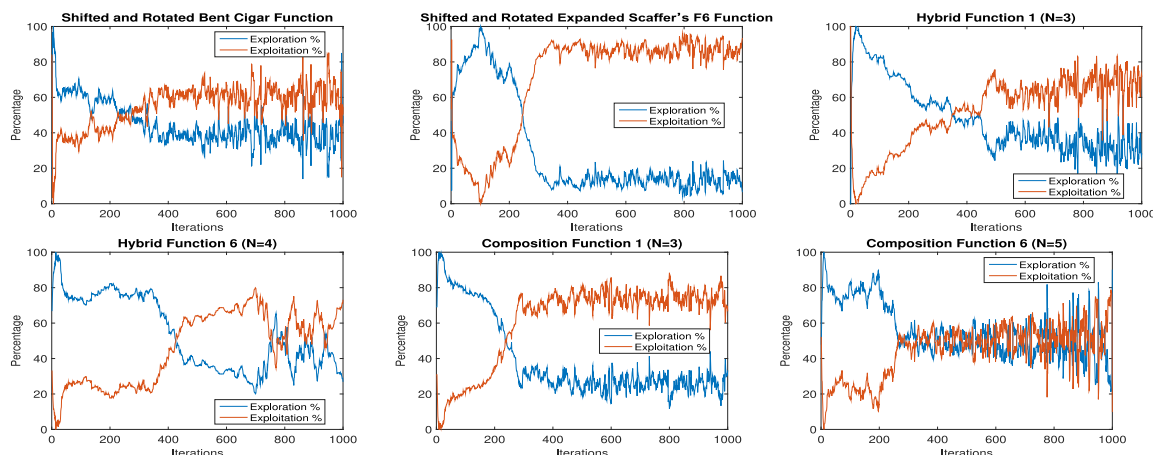 Shifted and Rotated Bent Cigar Function
100
80
60
40
20
0
Percentage
Exploration %
Exploitation %
0 200 400 600 800 1000
Iterations
Shifted and Rotated Expanded Scaffer's F6 Function
100
80
60
40
20
0
Percentage
Exploration %
Exploitation %
0 200 400 600 800 1000
Iterations
Hybrid Function 1 (N=3)
100
80
60
40
20
0
Percentage
Exploration %
Exploitation %
0 200 400 600 800 1000
Iterations
Hybrid Function 6 (N=4)
100
80
60
40
20
0
Percentage
Exploration %
Exploitation %
0 200 400 600 800 1000
Iterations
Composition Function 1 (N=3)
100
80
60
40
20
0
Percentage
Exploration %
Exploitation %
0 200 400 600 800 1000
Iterations
Composition Function 6 (N=5)
100
80
60
40
20
0
Percentage
Exploration %
Exploitation %
0 200 400 600 800 1000
Iterations